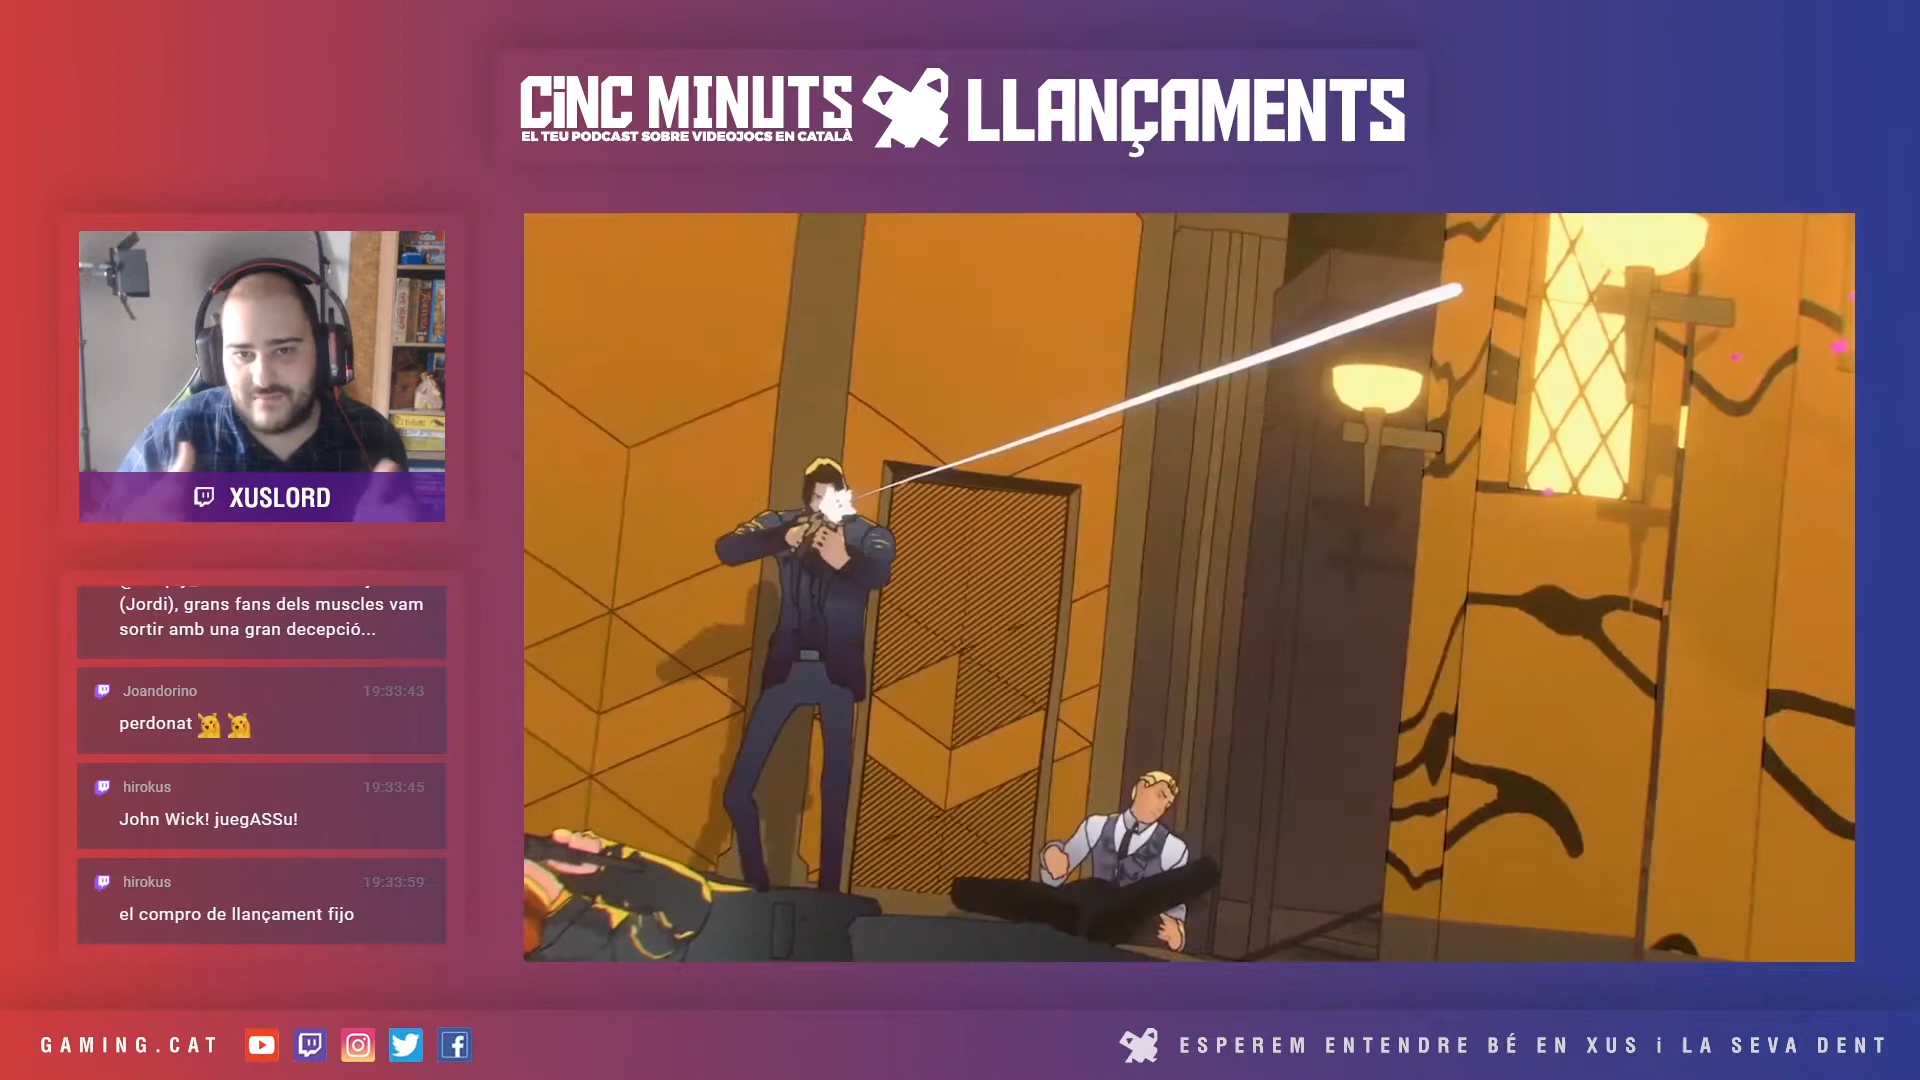 CiNC MINUTS
EL TEU PODCAST SOBRE VIDEOJOCS EN CATALÀ
LLANÇAMENTS
XUSLORD
(Jordi), grans fans dels muscles vam
sortir amb una gran decepció...
Joandorino 19:33:43
perdonat
hirokus 19:33:45
John Wick! juegASSu!
hirokus 19:33:59
el compro de llançament fijo
GAMING.CAT
ESPEREM ENTENDRE BÉ EN XUS i LA SEVA DENT